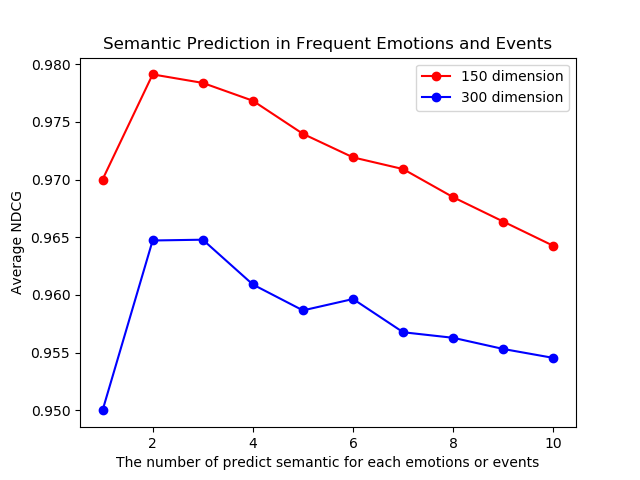 Semantic Prediction in Frequent Emotions and Events
150 dimension
300 dimension
Average NDCG
0.980
0.975
0.970
0.965
0.960
0.955
0.950
2 4 6 8 10
The number of predict semantic for each emotions or events